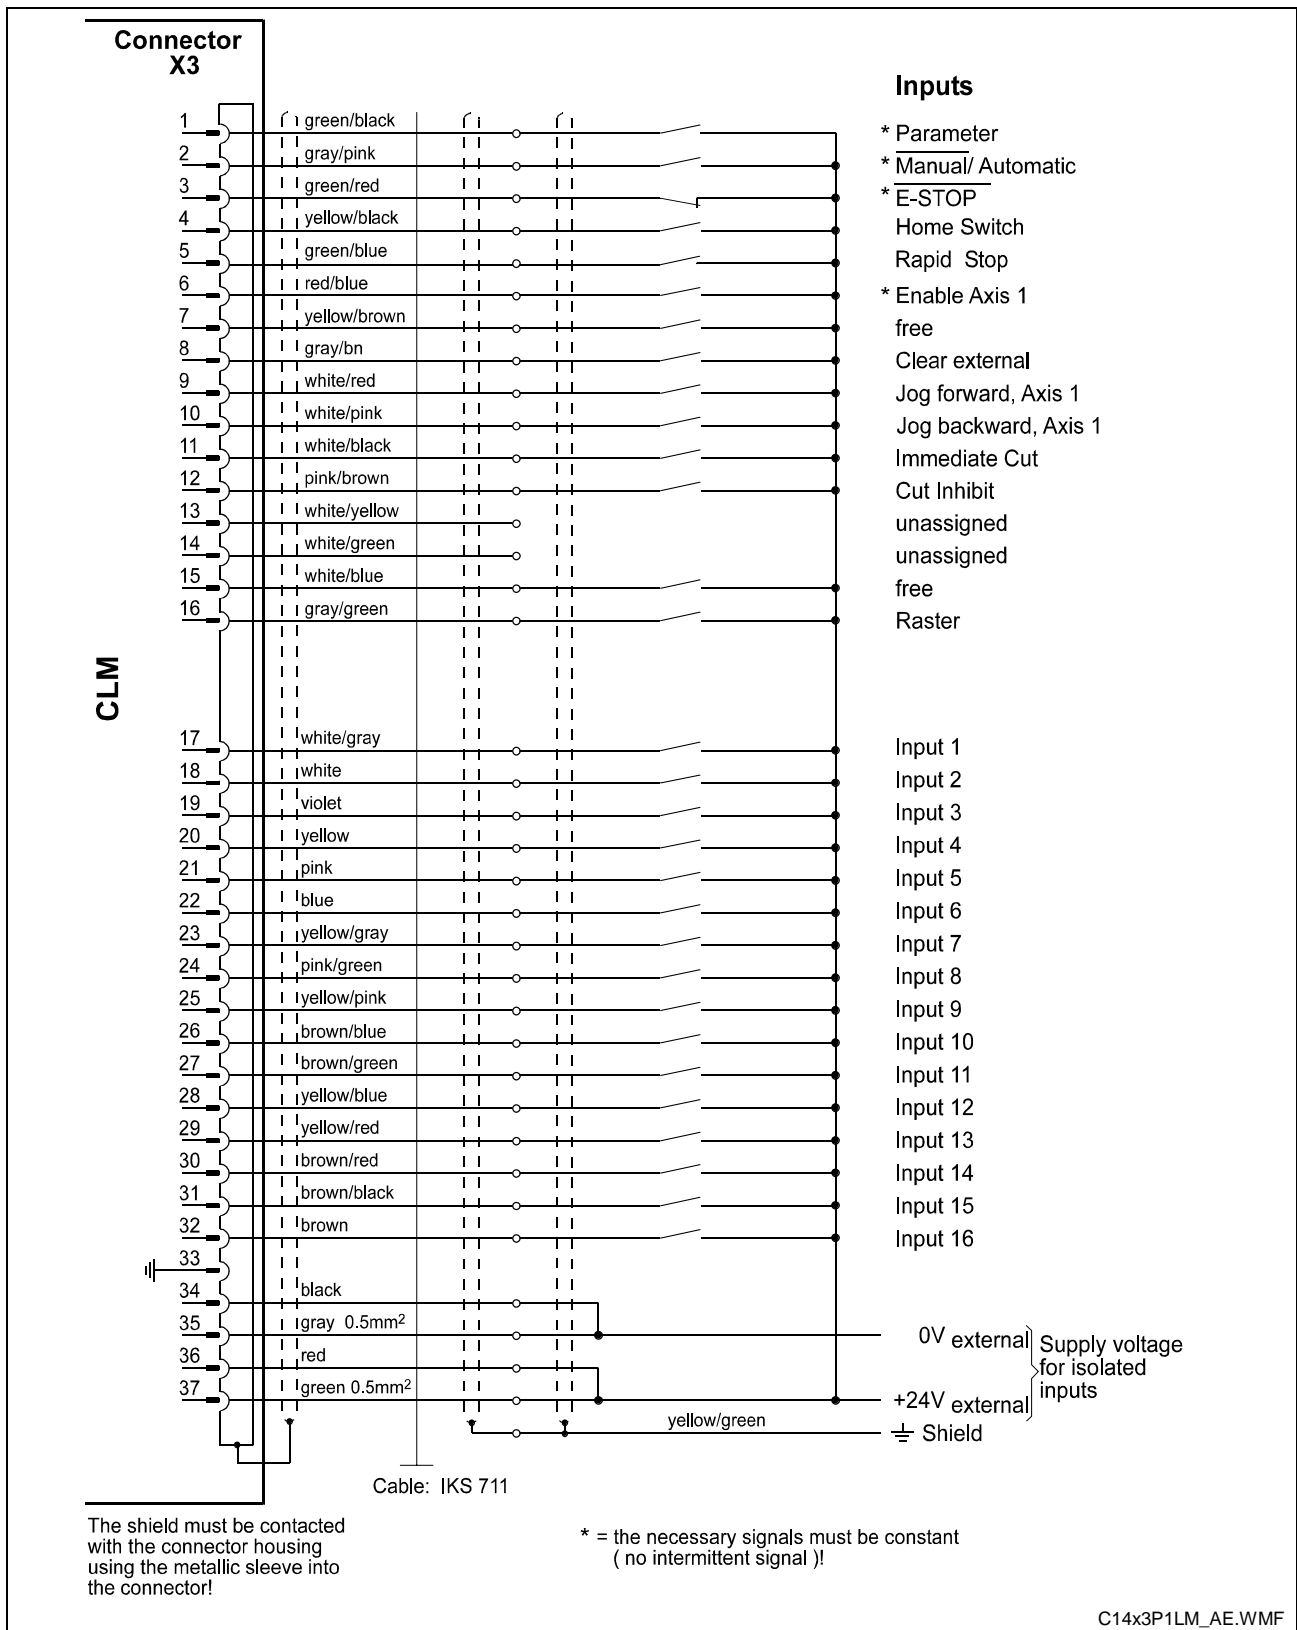 Connector
X3
Inputs
1 green/black * Parameter
2 gray/pink * Manual/ Automatic
3 green/red * E-STOP
4 yellow/black Home Switch
5 green/blue Rapid Stop
6 red/blue * Enable Axis 1
7 yellow/brown free
8 gray/bn Clear external
9 white/red Jog forward, Axis 1
10 white/pink Jog backward, Axis 1
11 white/black Immediate Cut
12 pink/brown Cut Inhibit
13 white/yellow unassigned
14 white/green unassigned
15 white/blue free
16 gray/green Raster
CLM
17 white/gray Input 1
18 white Input 2
19 violet Input 3
20 yellow Input 4
21 pink Input 5
22 blue Input 6
23 yellow/gray Input 7
24 pink/green Input 8
25 yellow/pink Input 9
26 brown/blue Input 10
27 brown/green Input 11
28 yellow/blue Input 12
29 yellow/red Input 13
30 brown/red Input 14
31 brown/black Input 15
32 brown Input 16
33
34 black
35 gray 0.5mm² 0V external
36 red
37 green 0.5mm² +24V external
Supply voltage
for isolated
inputs
yellow/green Shield
Cable: IKS 711
The shield must be contacted
with the connector housing
using the metallic sleeve into
the connector!
* = the necessary signals must be constant
( no intermittent signal )!
C14x3P1LM_AE.WMF